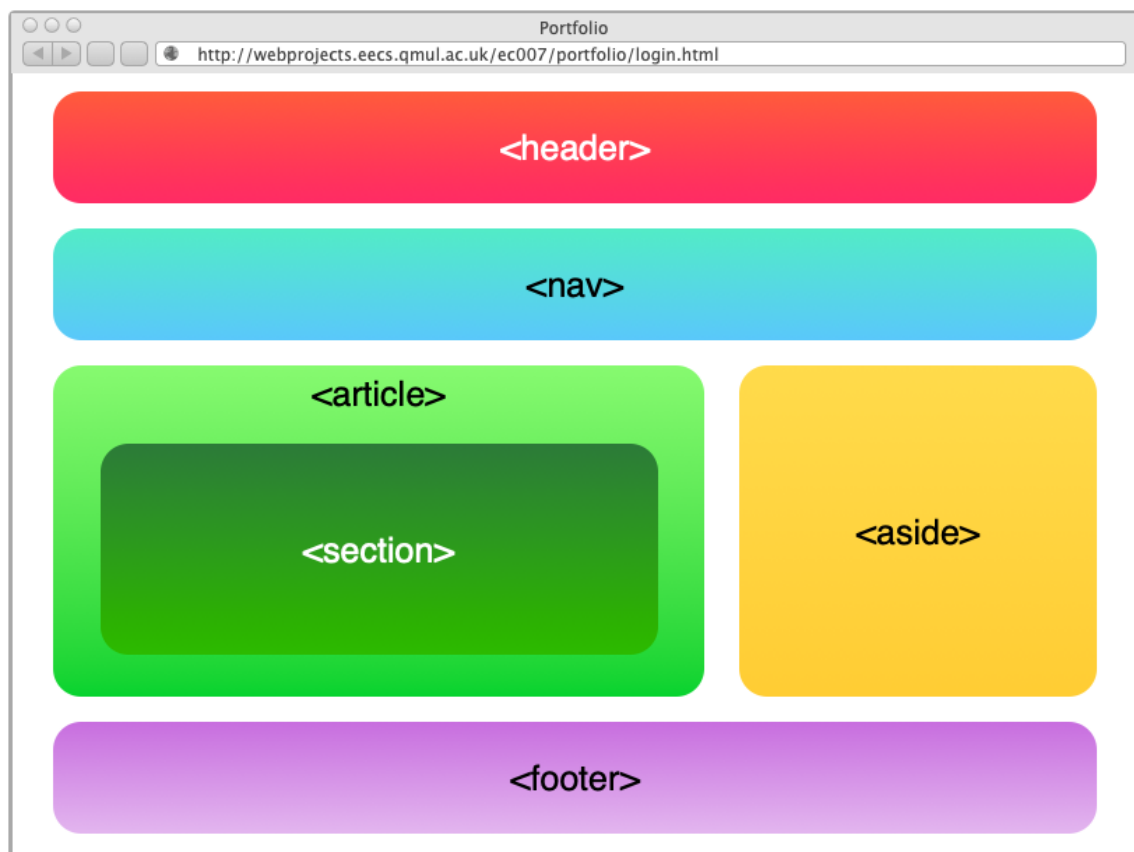 Portfolio
http://webprojects.eecs.qmul.ac.uk/ec007/portfolio/login.html
<header>
<nav>
<article>
<section>
<aside>
<footer>